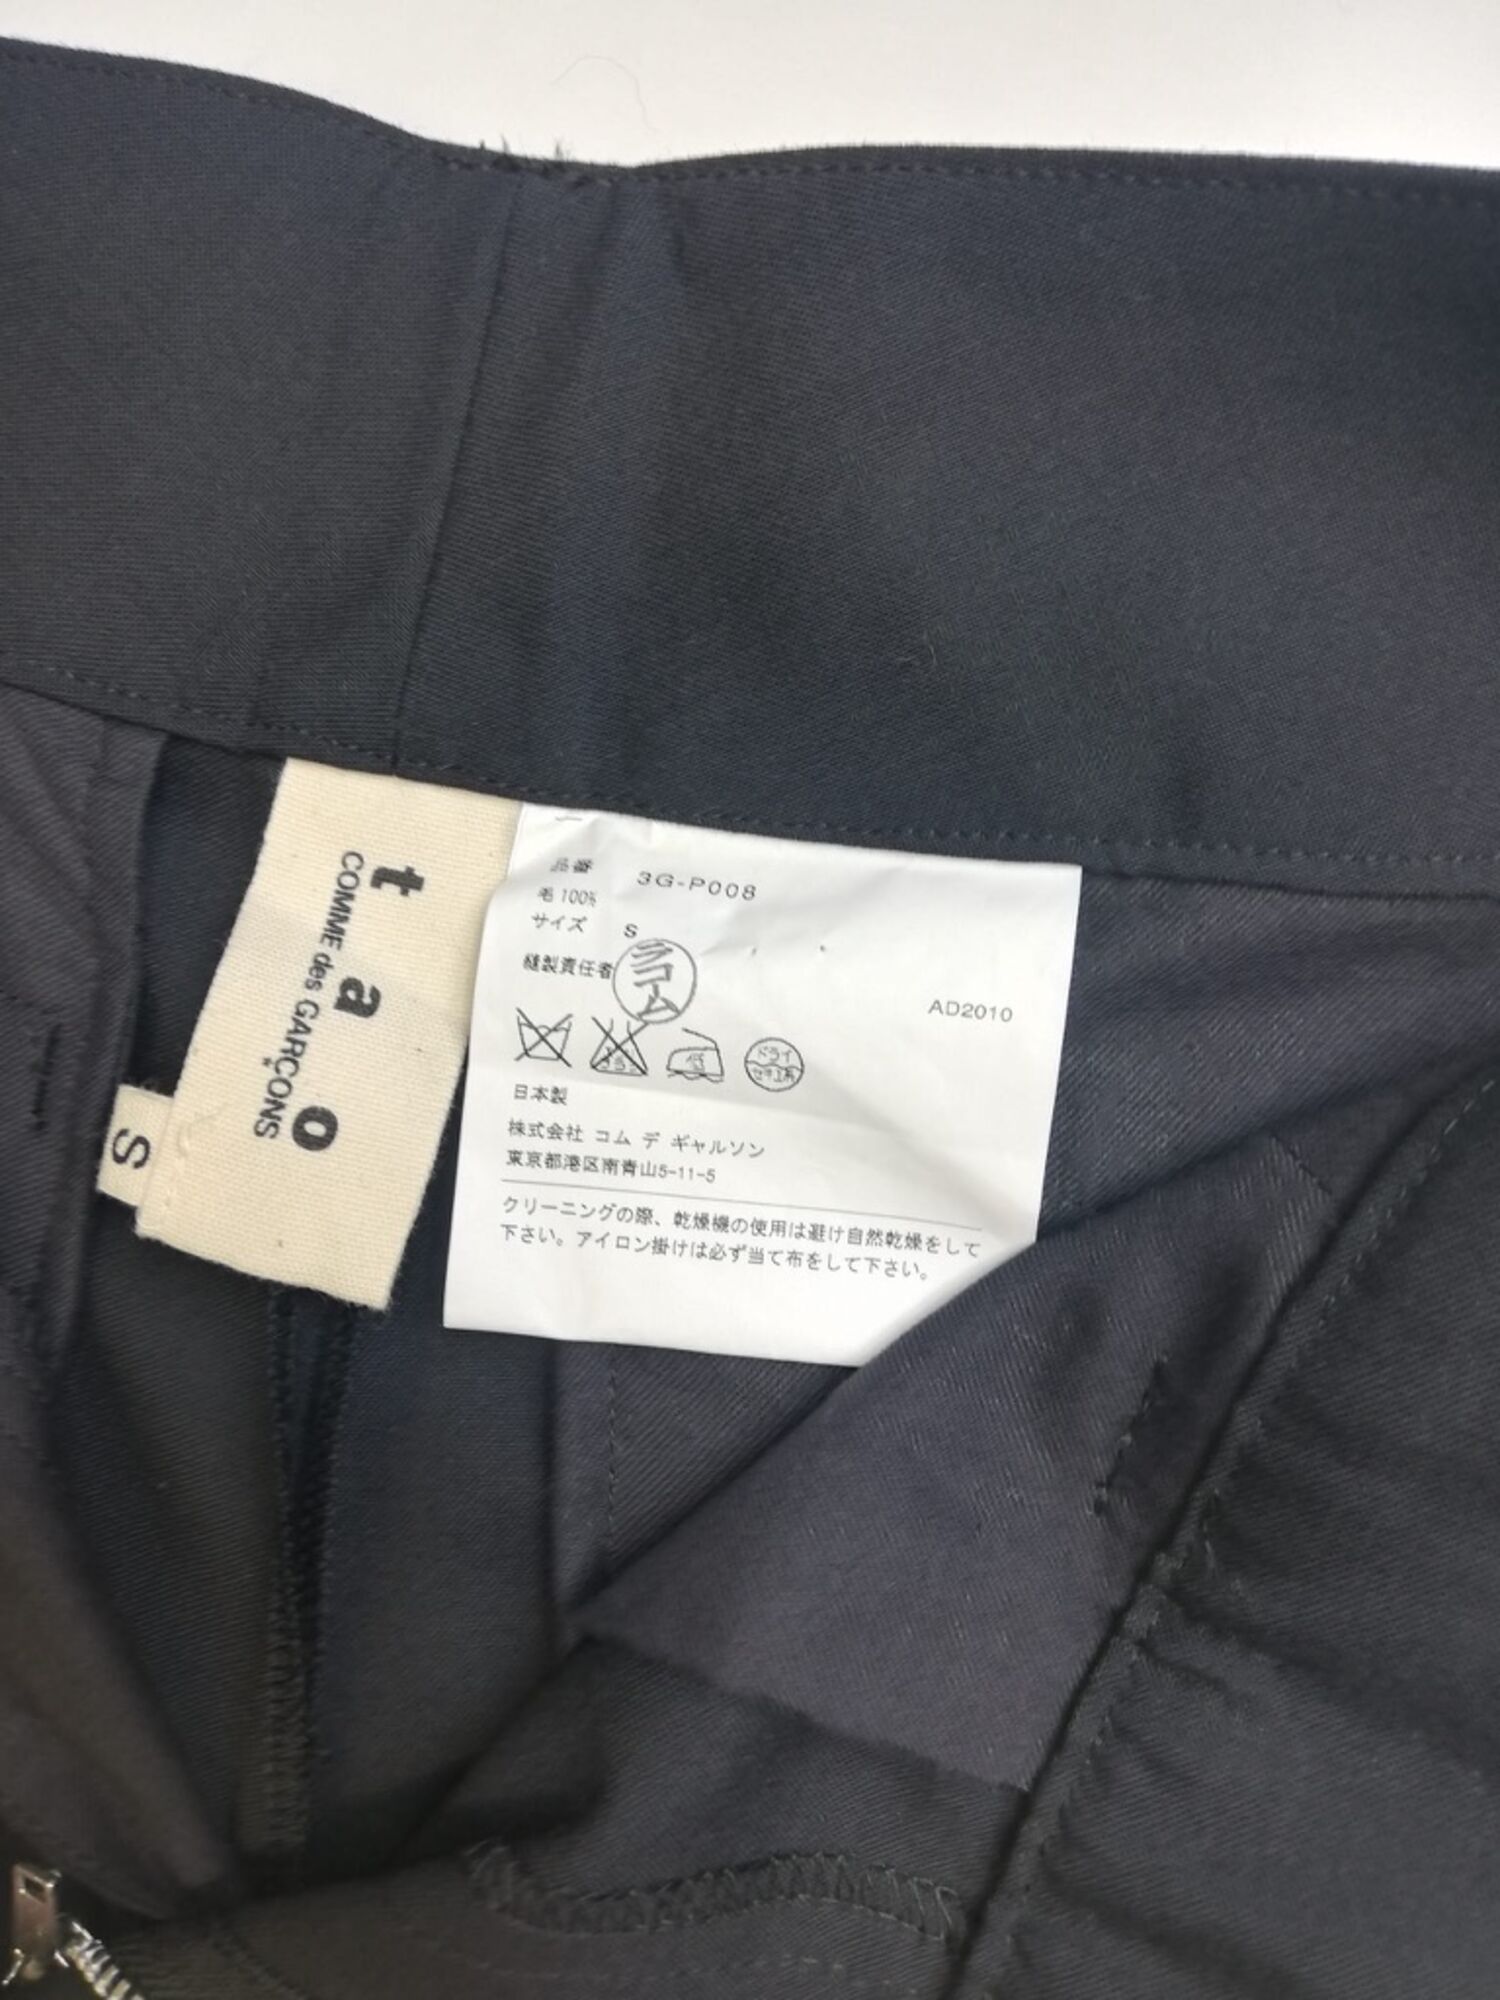 t a o
COMME des GARÇONS
S
品番 3G-P008
毛 100%
サイズ S
縫製責任者 ラコーム
AD2010
ドライ
セキユ系
日本製
株式会社 コム デ ギャルソン
東京都港区南青山5-11-5
クリーニングの際、乾燥機の使用は避け自然乾燥をして
下さい。アイロン掛けは必ず当て布をして下さい。